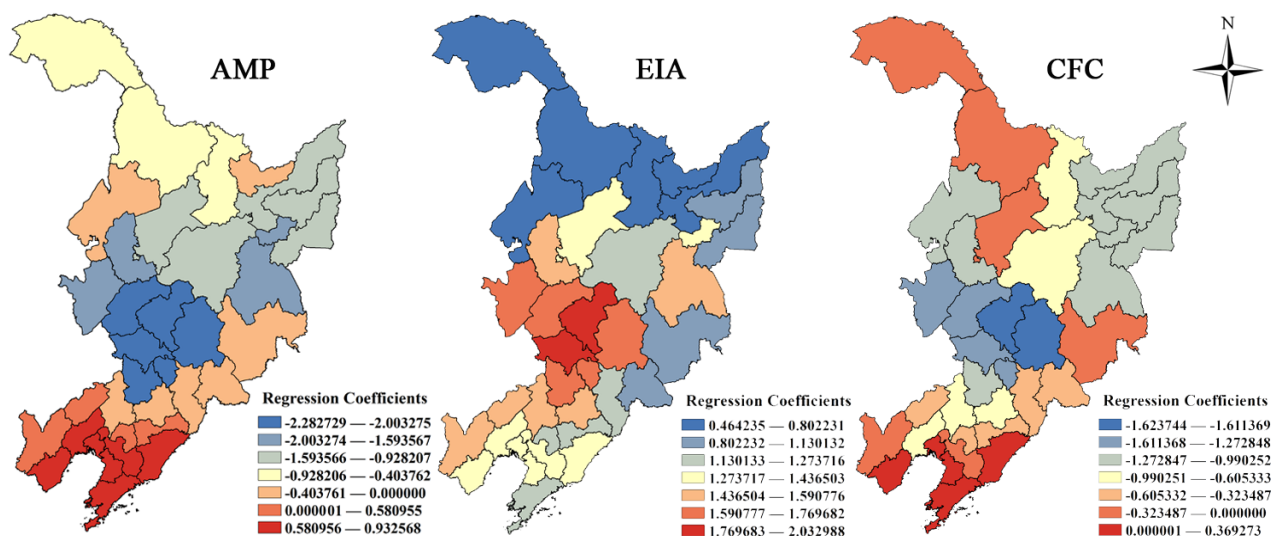 AMP
EIA
CFC
N
Regression Coefficients
-2.282729 — -2.003275
-2.003274 — -1.593567
-1.593566 — -0.928207
-0.928206 — -0.403762
-0.403761 — 0.000000
0.000001 — 0.580955
0.580956 — 0.932568
Regression Coefficients
0.464235 — 0.802231
0.802232 — 1.130132
1.130133 — 1.273716
1.273717 — 1.436503
1.436504 — 1.590776
1.590777 — 1.769682
1.769683 — 2.032988
Regression Coefficients
-1.623744 — -1.611369
-1.611368 — -1.272848
-1.272847 — -0.990252
-0.990251 — -0.605333
-0.605332 — -0.323487
-0.323487 — 0.000000
0.000001 — 0.369273